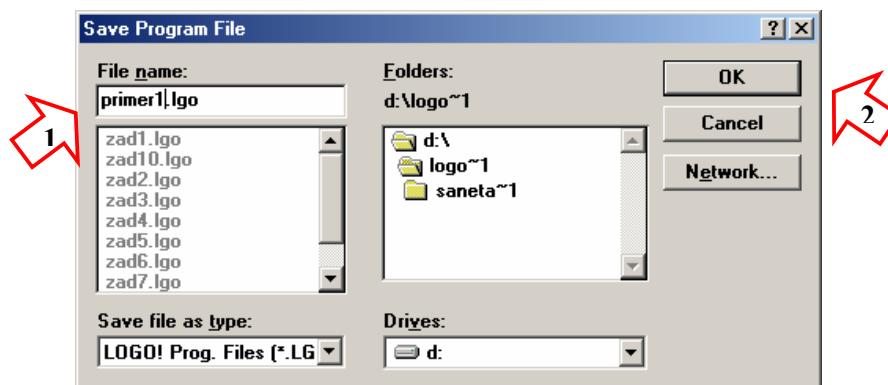 Save Program File
File name:
primer1.lgo
zad1.lgo
zad10.lgo
zad2.lgo
zad3.lgo
zad4.lgo
zad5.lgo
zad6.lgo
zad7.lgo
Save file as type:
LOGO! Prog. Files (*.LG
Folders:
d:\logo~1
d:\
logo~1
saneta~1
Drives:
d:
OK
Cancel
Network...
1
2